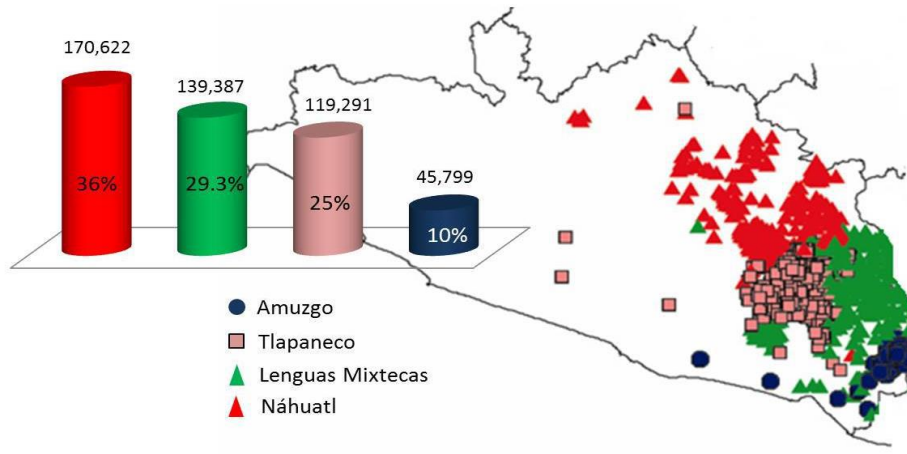 170,622
139,387
119,291
45,799
36%
29.3%
25%
10%
Amuzgo
Tlapaneco
Lenguas Mixtecas
Náhuatl